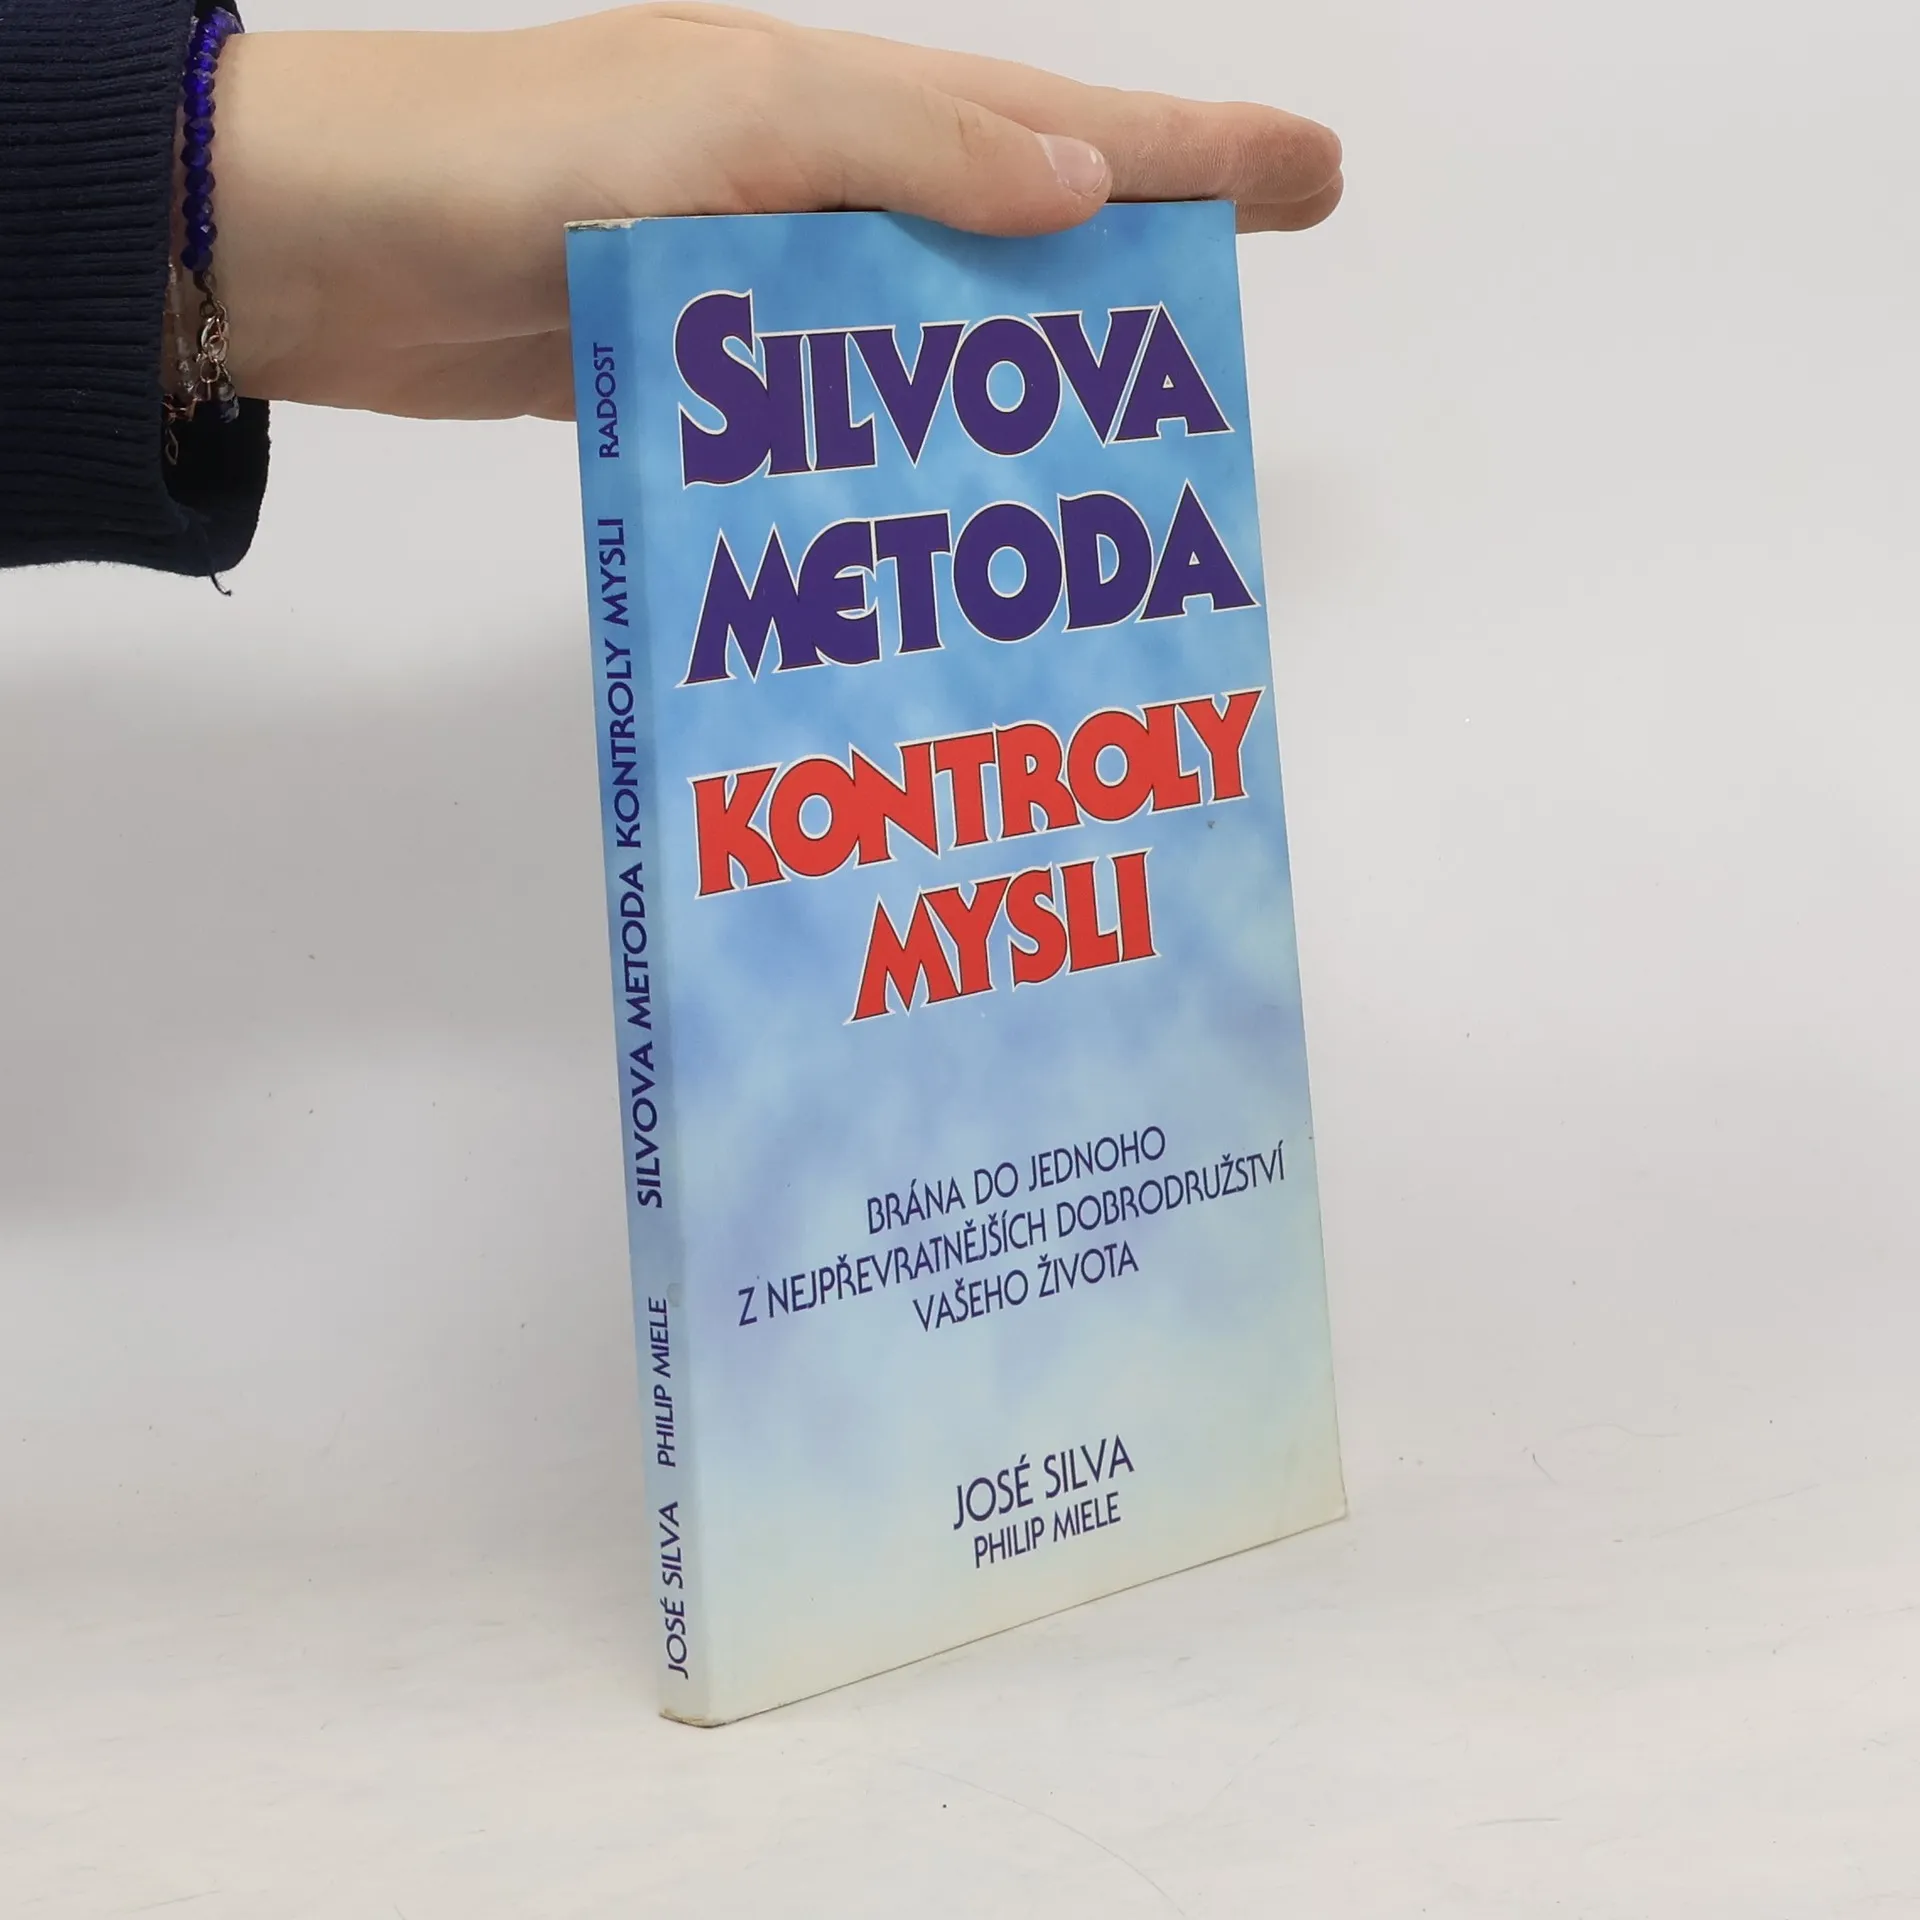 SILVOVA
METODA
KONTROLY
MYSLI
BRÁNA DO JEDNOHO
Z NEJPŘEVRATNĚJŠÍCH DOBRODRUŽSTVÍ
VAŠEHO ŽIVOTA
JOSÉ SILVA
PHILIP MIELE
JOSÉ SILVA PHILIP MIELE SILVOVA METODA KONTROLY MYSLI RADOST